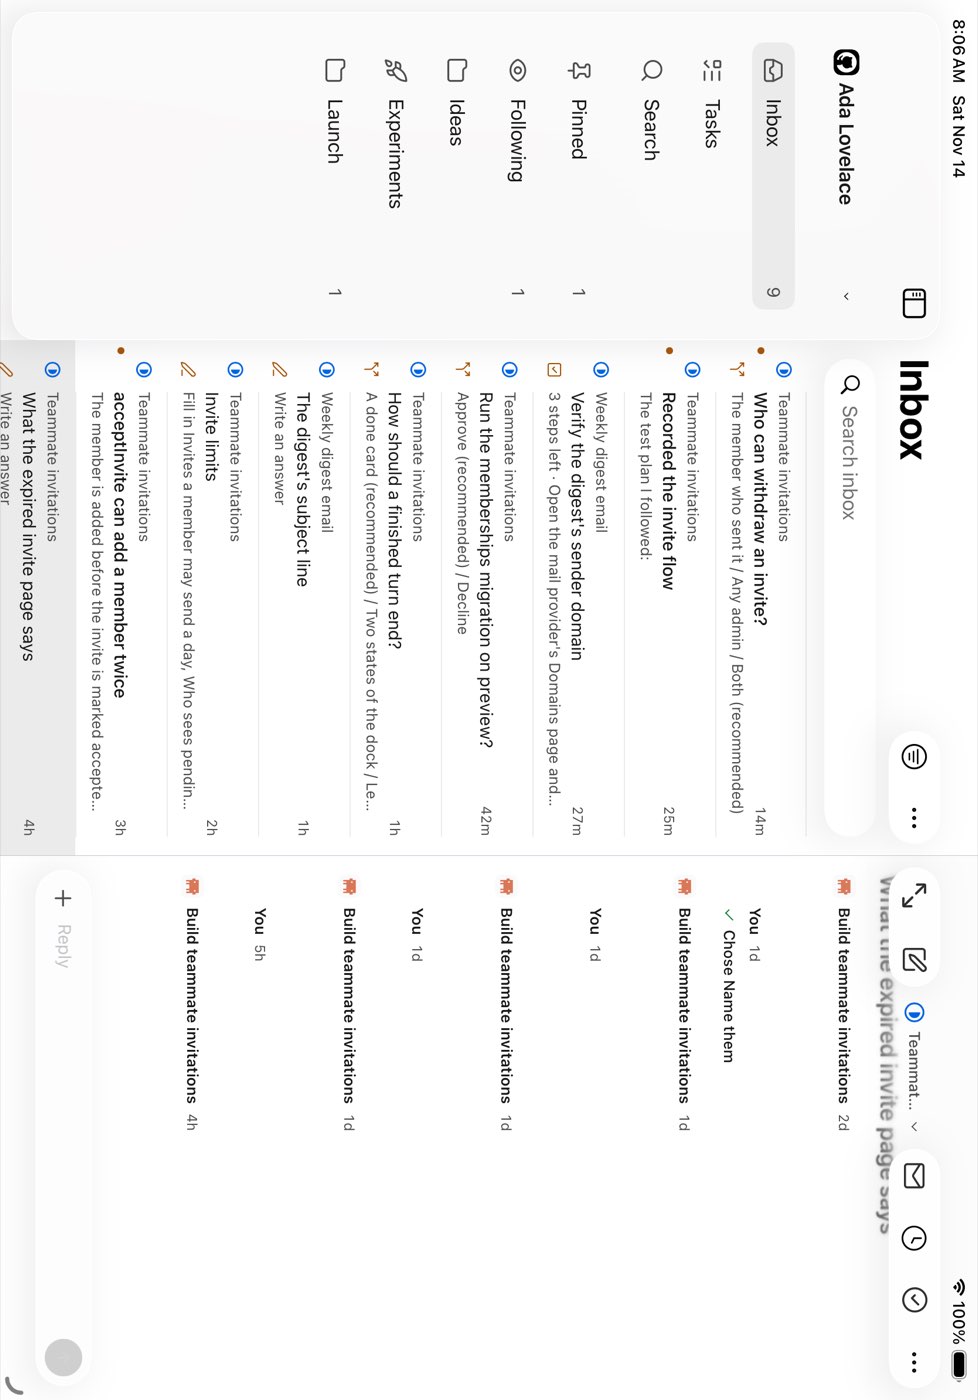 8:06 AM Sat Nov 14
100%
Ada Lovelace
Inbox 9
Tasks
Search
Pinned 1
Following 1
Ideas
Experiments
Launch 1
Inbox
Search inbox
Teammate invitations
Who can withdraw an invite? 14m
The member who sent it / Any admin / Both (recommended)
Teammate invitations
Recorded the invite flow 25m
The test plan I followed:
Weekly digest email
Verify the digest's sender domain 27m
3 steps left · Open the mail provider's Domains page and...
Teammate invitations
Run the memberships migration on preview? 42m
Approve (recommended) / Decline
Teammate invitations
How should a finished turn end? 1h
A done card (recommended) / Two states of the dock / Le...
Weekly digest email
The digest's subject line 1h
Write an answer
Teammate invitations
Invite limits 2h
Fill in Invites a member may send a day, Who sees pendin...
Teammate invitations
acceptInvite can add a member twice 3h
The member is added before the invite is marked accepte...
Teammate invitations
What the expired invite page says 4h
Write an answer
Teammat...
What the expired invite page says
Build teammate invitations 2d
You 1d
Chose Name them
Build teammate invitations 1d
You 1d
Build teammate invitations 1d
You 1d
Build teammate invitations 1d
You 5h
Build teammate invitations 4h
Reply